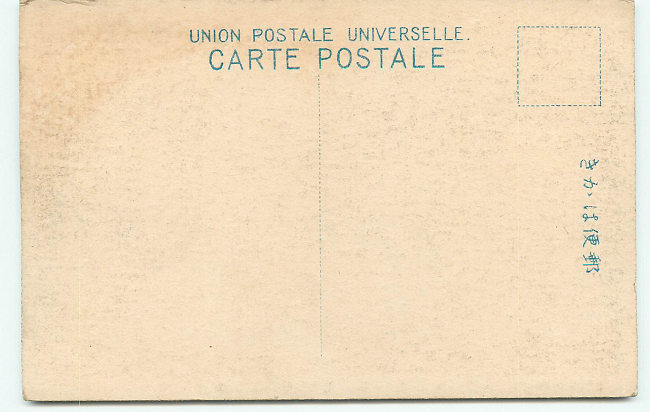 UNION POSTALE UNIVERSELLE.
CARTE POSTALE
きかは便郵